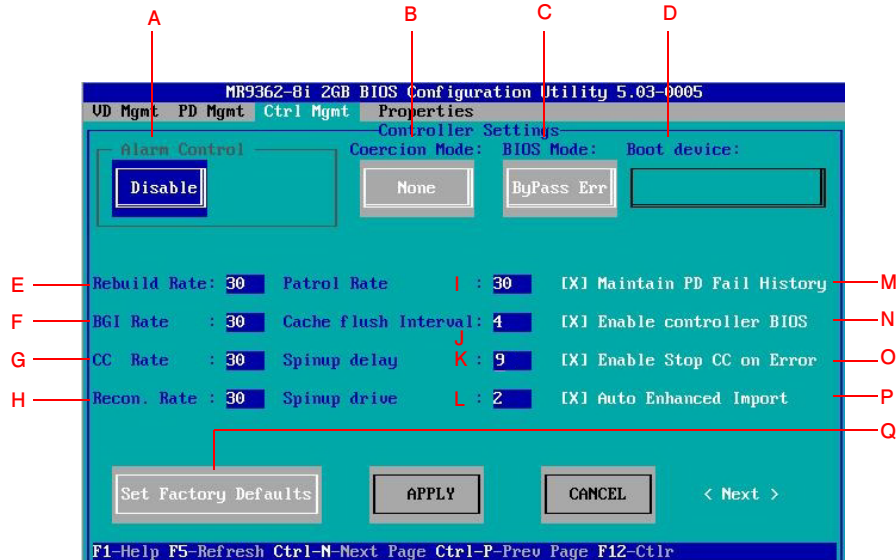 A B C D
MR9362-8i 2GB BIOS Configuration Utility 5.03-0005
VD Mgmt PD Mgmt Ctrl Mgmt Properties
Controller Settings
Alarm Control Coercion Mode: BIOS Mode: Boot device:
Disable None ByPass Err
E Rebuild Rate: 30 Patrol Rate I : 30 [X] Maintain PD Fail History M
F BGI Rate : 30 Cache flush Interval: 4 [X] Enable controller BIOS N
J
G CC Rate : 30 Spinup delay K : 9 [X] Enable Stop CC on Error O
H Recon. Rate : 30 Spinup drive L : 2 [X] Auto Enhanced Import P
Q
Set Factory Defaults APPLY CANCEL < Next >
F1-Help F5-Refresh Ctrl-N-Next Page Ctrl-P-Prev Page F12-Ctlr